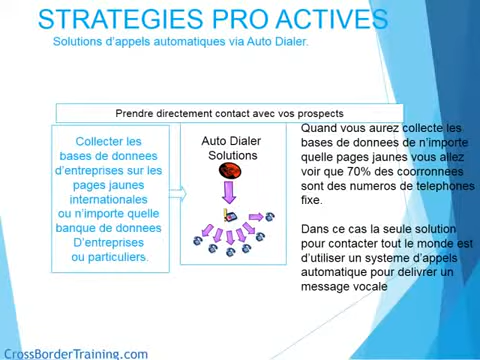 STRATEGIES PRO ACTIVES
Solutions d’appels automatiques via Auto Dialer.
Prendre directement contact avec vos prospects
Collecter les
bases de donnees
d’entreprises sur les
pages jaunes
internationales
ou n’importe quelle
banque de donnees
D’entreprises
ou particuliers.
Auto Dialer
Solutions
Quand vous aurez collecte les
bases de donnees de n’importe
quelle pages jaunes vous allez
voir que 70% des coorronnees
sont des numeros de telephones
fixe.
Dans ce cas la seule solution
pour contacter tout le monde est
d’utiliser un systeme d’appels
automatique pour delivrer un
message vocale
CrossBorderTraining.com